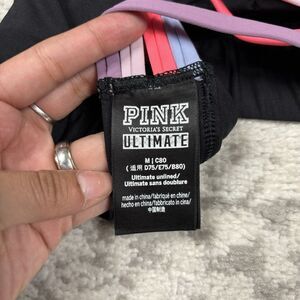 PINK
VICTORIA'S SECRET
ULTIMATE
M | C80
(适用 D75/E75/B80)
Ultimate unlined/
Ultimate sans doublure
made in china/fabriqué en chine/
hecho en china/fabbricato in cina/
中国制造